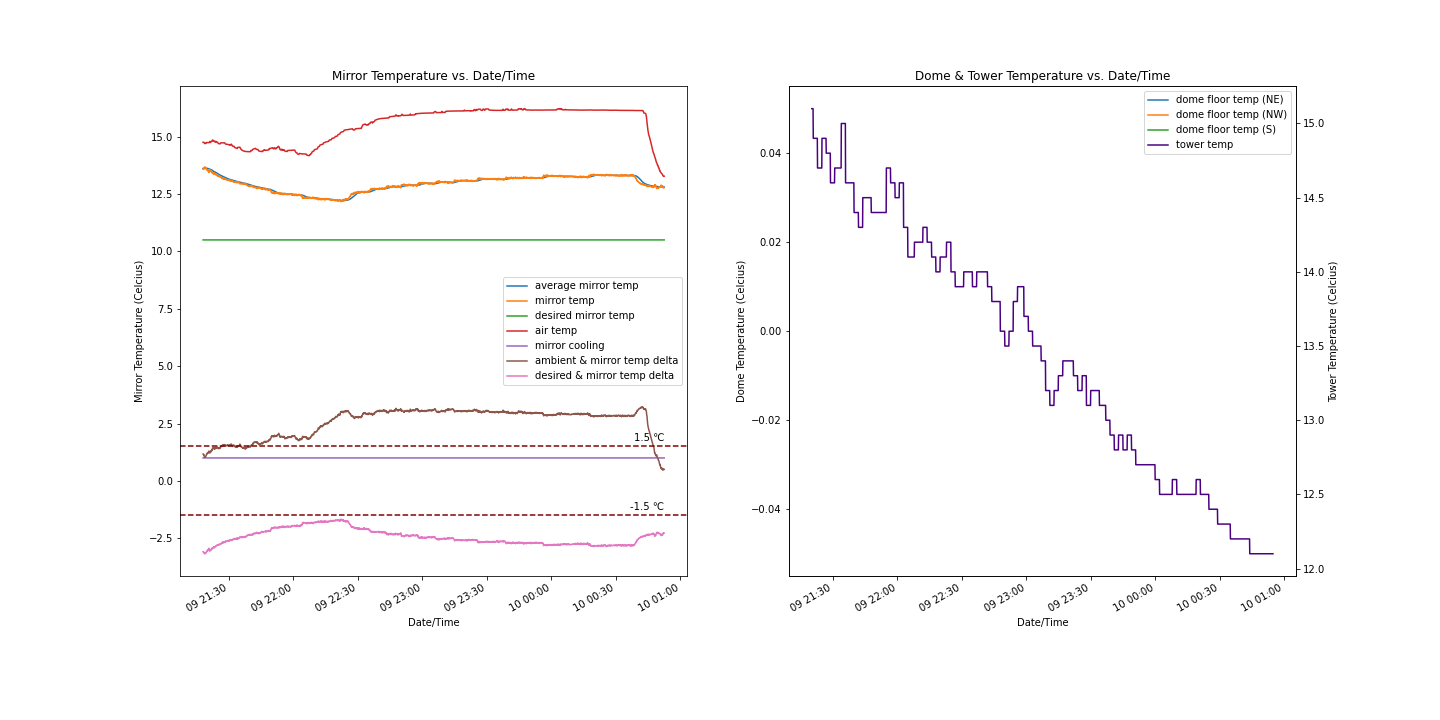 Mirror Temperature vs. Date/Time
Mirror Temperature (Celcius)
15.0
12.5
10.0
7.5
5.0
2.5
0.0
−2.5
average mirror temp
mirror temp
desired mirror temp
air temp
mirror cooling
ambient & mirror temp delta
desired & mirror temp delta
1.5 °C
-1.5 °C
09 21:30
09 22:00
09 22:30
09 23:00
09 23:30
10 00:00
10 00:30
10 01:00
Date/Time
Dome & Tower Temperature vs. Date/Time
Dome Temperature (Celcius)
0.04
0.02
0.00
−0.02
−0.04
dome floor temp (NE)
dome floor temp (NW)
dome floor temp (S)
tower temp
15.0
14.5
14.0
13.5
13.0
12.5
12.0
Tower Temperature (Celcius)
09 21:30
09 22:00
09 22:30
09 23:00
09 23:30
10 00:00
10 00:30
10 01:00
Date/Time